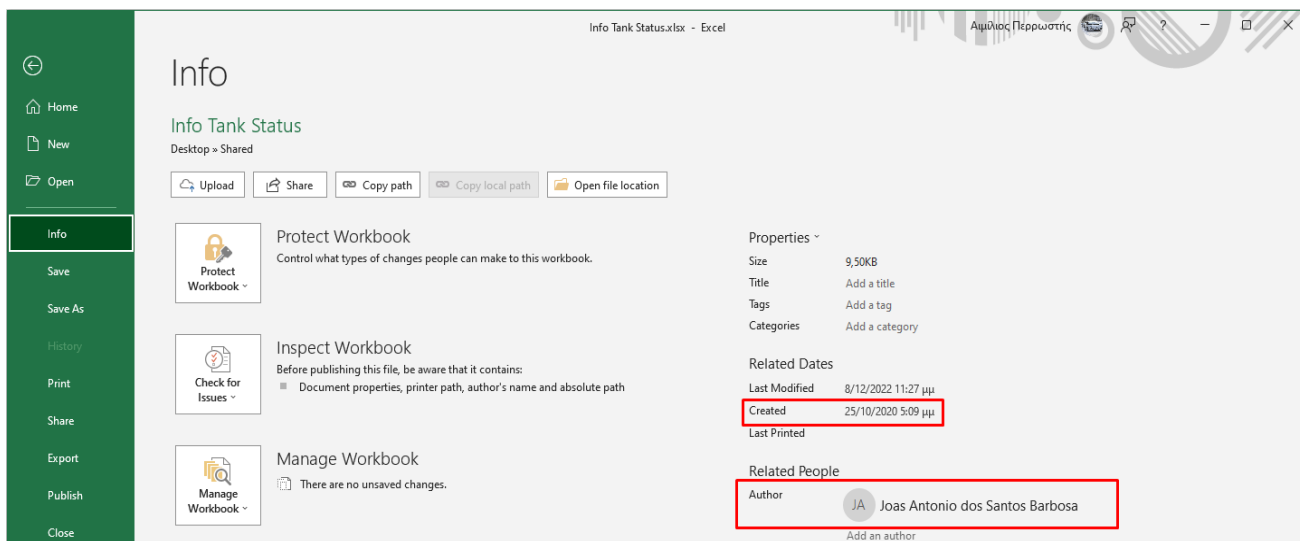 Info Tank Status.xlsx - Excel
Αιμίλιος Περρωστής
?
Info
Home
New
Open
Info
Save
Save As
History
Print
Share
Export
Publish
Close
Info Tank Status
Desktop » Shared
Upload
Share
Copy path
Copy local path
Open file location
Protect
Workbook
Protect Workbook
Control what types of changes people can make to this workbook.
Check for
Issues
Inspect Workbook
Before publishing this file, be aware that it contains:
Document properties, printer path, author's name and absolute path
Manage
Workbook
Manage Workbook
There are no unsaved changes.
Properties
Size 9,50KB
Title Add a title
Tags Add a tag
Categories Add a category
Related Dates
Last Modified 8/12/2022 11:27 μμ
Created 25/10/2020 5:09 μμ
Last Printed
Related People
Author JA Joas Antonio dos Santos Barbosa
Add an author